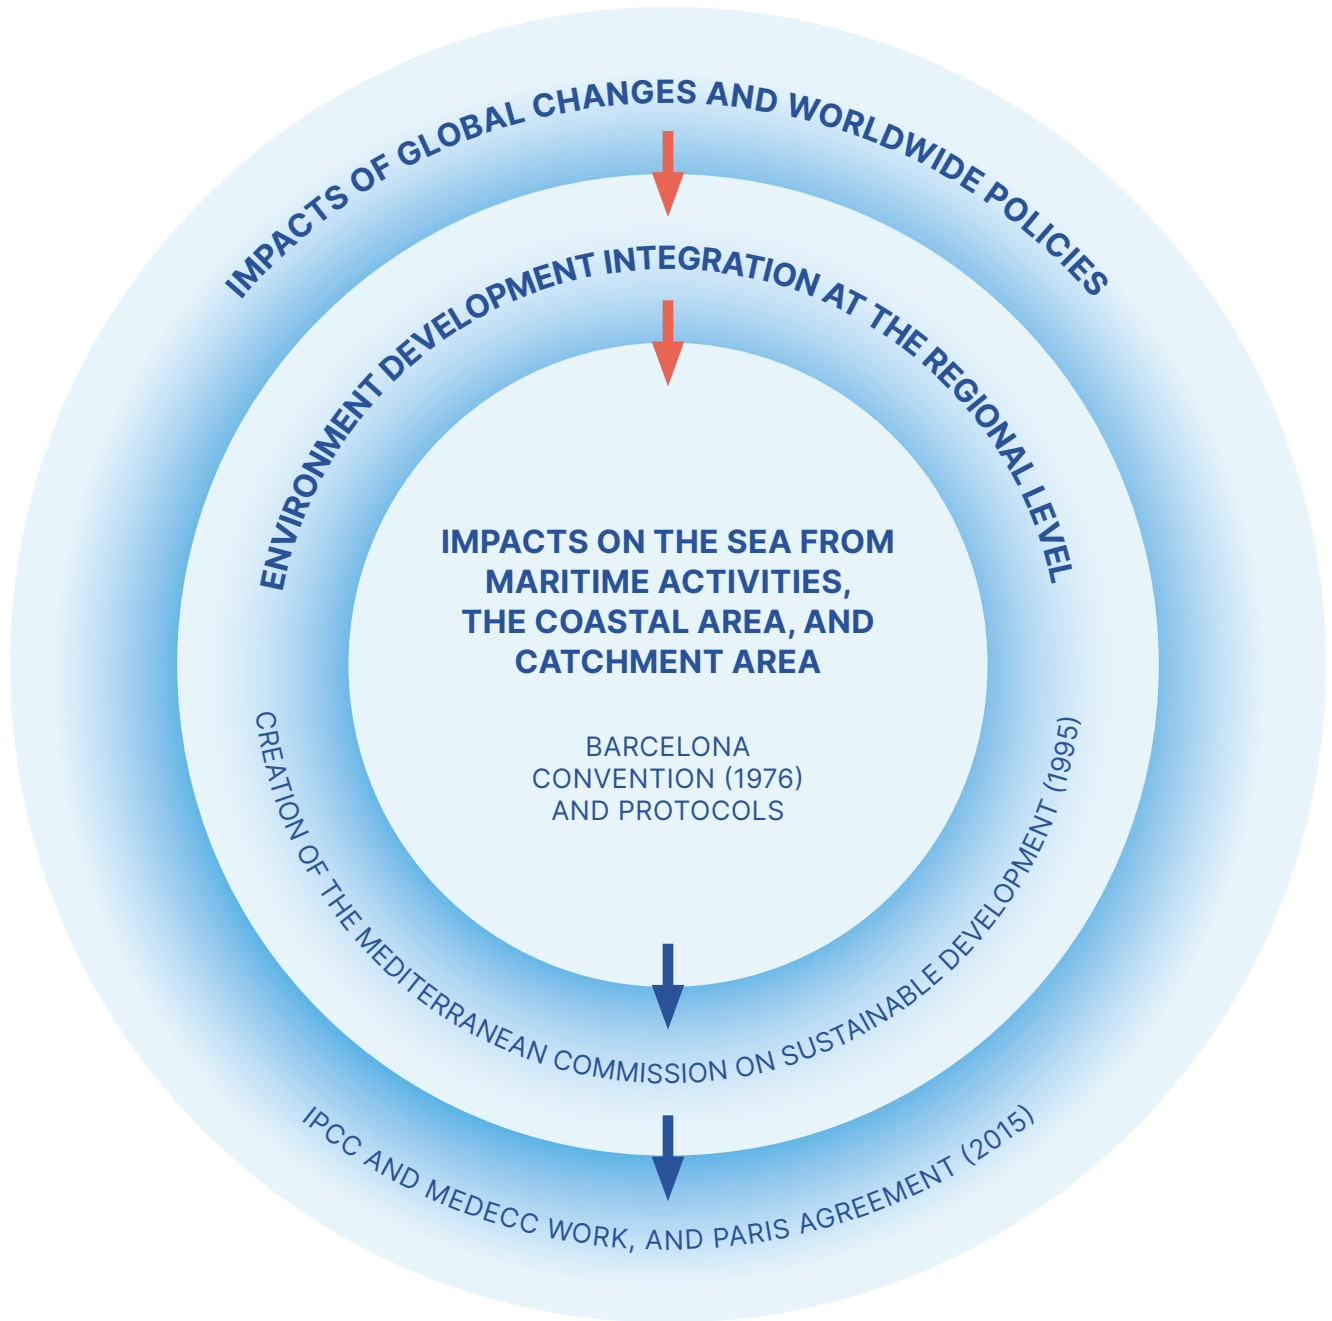 IMPACTS OF GLOBAL CHANGES AND WORLDWIDE POLICIES
ENVIRONMENT DEVELOPMENT INTEGRATION AT THE REGIONAL LEVEL
IMPACTS ON THE SEA FROM
MARITIME ACTIVITIES,
THE COASTAL AREA, AND
CATCHMENT AREA
BARCELONA
CONVENTION (1976)
AND PROTOCOLS
CREATION OF THE MEDITERRANEAN COMMISSION ON SUSTAINABLE DEVELOPMENT (1995)
IPCC AND MEDECC WORK, AND PARIS AGREEMENT (2015)